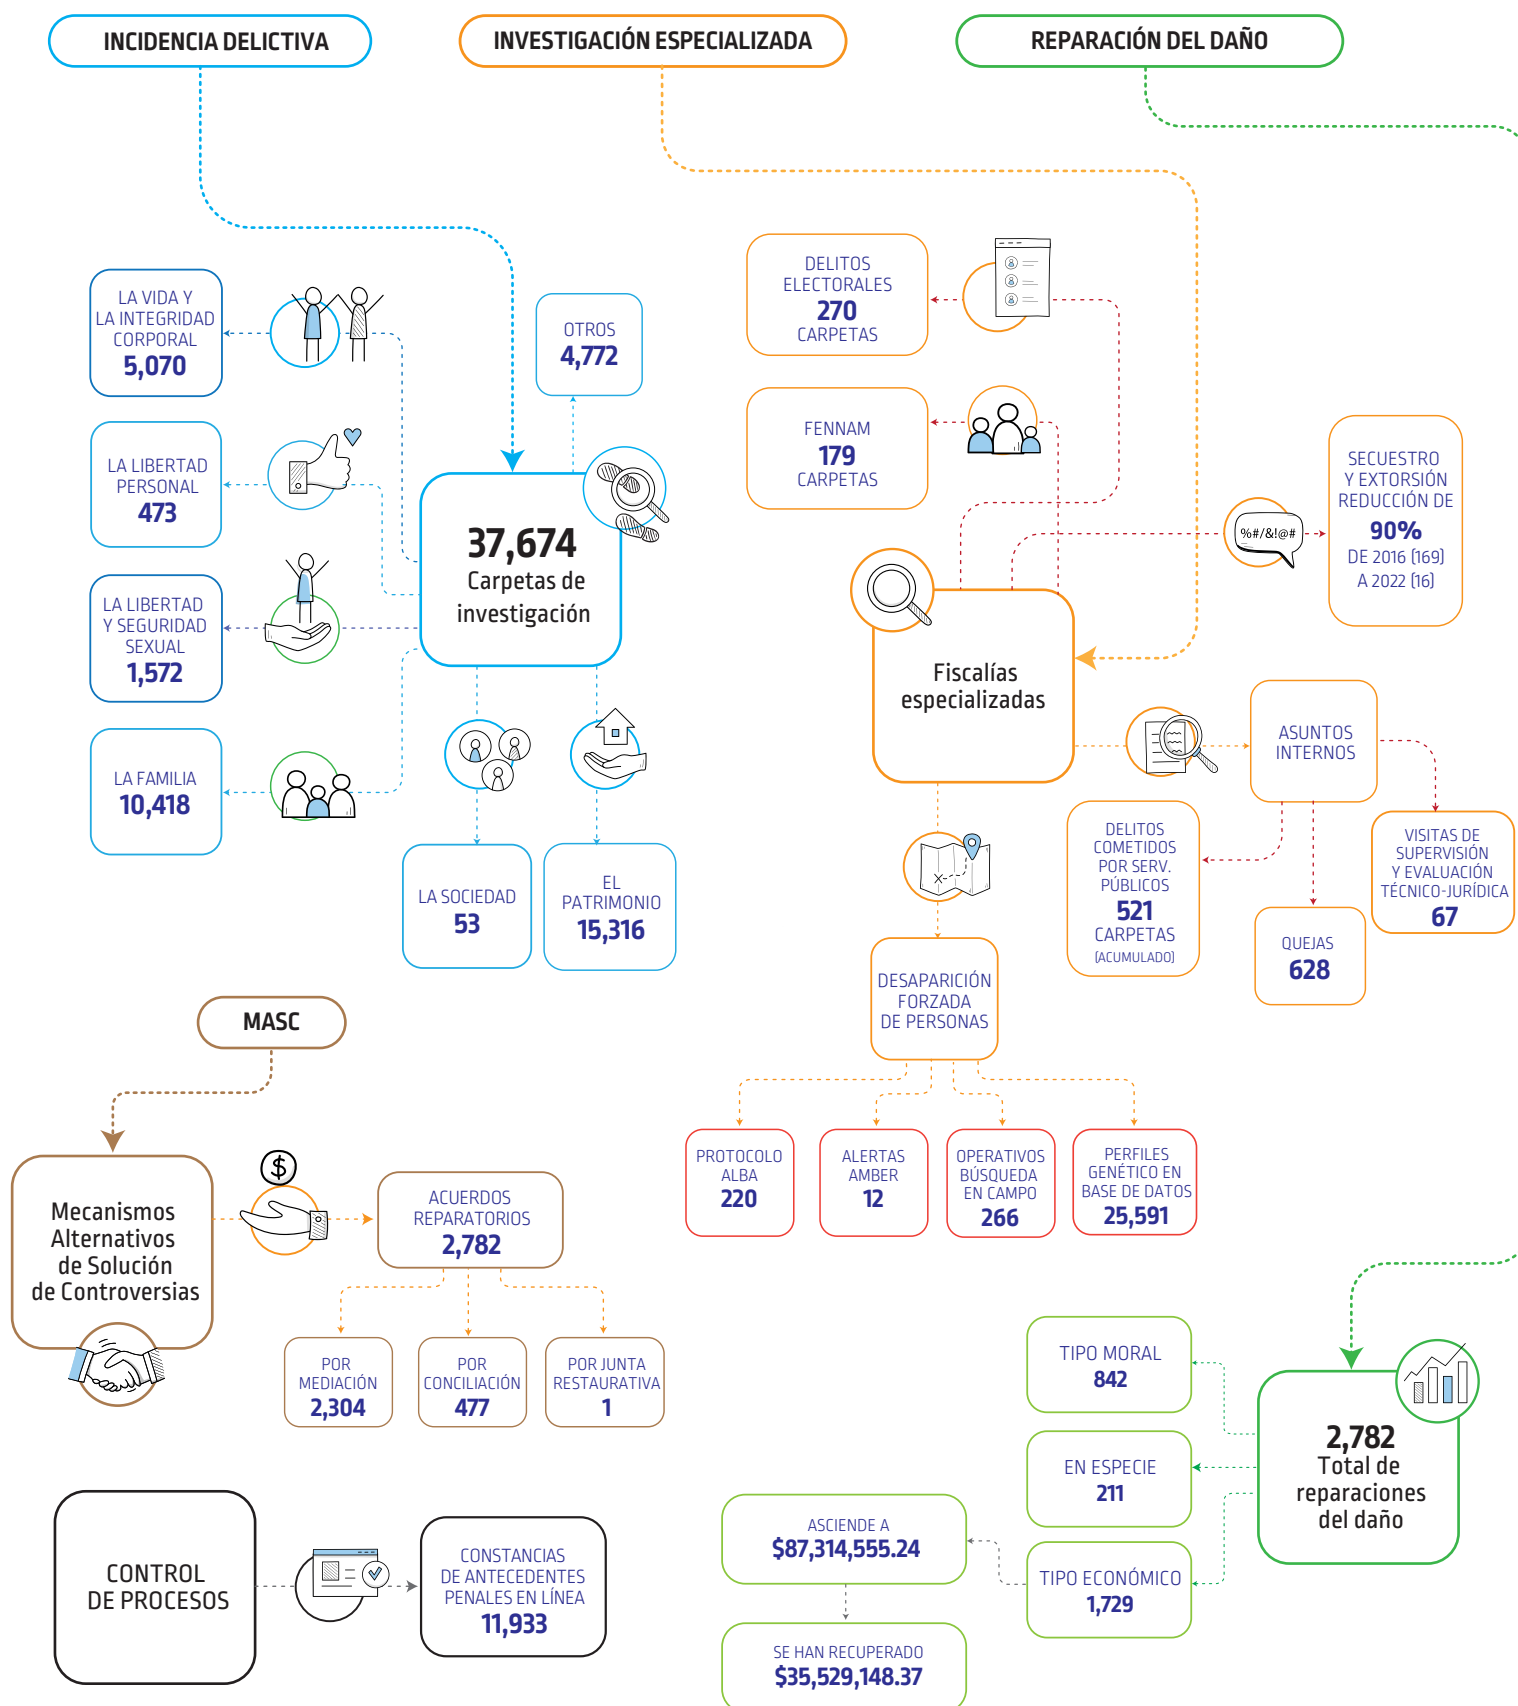 INCIDENCIA DELICTIVA
INVESTIGACIÓN ESPECIALIZADA
REPARACIÓN DEL DAÑO
LA VIDA Y
LA INTEGRIDAD
CORPORAL
5,070
LA LIBERTAD
PERSONAL
473
LA LIBERTAD
Y SEGURIDAD
SEXUAL
1,572
LA FAMILIA
10,418
OTROS
4,772
37,674
Carpetas de
investigación
LA SOCIEDAD
53
EL
PATRIMONIO
15,316
DELITOS
ELECTORALES
270
CARPETAS
FENNAM
179
CARPETAS
%#/&!@#
SECUESTRO
Y EXTORSIÓN
REDUCCIÓN DE
90%
DE 2016 (169)
A 2022 (16)
Fiscalías
especializadas
ASUNTOS
INTERNOS
DELITOS
COMETIDOS
POR SERV.
PÚBLICOS
521
CARPETAS
(ACUMULADO)
QUEJAS
628
VISITAS DE
SUPERVISIÓN
Y EVALUACIÓN
TÉCNICO-JURÍDICA
67
DESAPARICIÓN
FORZADA
DE PERSONAS
PROTOCOLO
ALBA
220
ALERTAS
AMBER
12
OPERATIVOS
BÚSQUEDA
EN CAMPO
266
PERFILES
GENÉTICO EN
BASE DE DATOS
25,591
MASC
Mecanismos
Alternativos
de Solución
de Controversias
$
ACUERDOS
REPARATORIOS
2,782
POR
MEDIACIÓN
2,304
POR
CONCILIACIÓN
477
POR JUNTA
RESTAURATIVA
1
CONTROL
DE PROCESOS
CONSTANCIAS
DE ANTECEDENTES
PENALES EN LÍNEA
11,933
2,782
Total de
reparaciones
del daño
TIPO MORAL
842
EN ESPECIE
211
TIPO ECONÓMICO
1,729
ASCIENDE A
$87,314,555.24
SE HAN RECUPERADO
$35,529,148.37